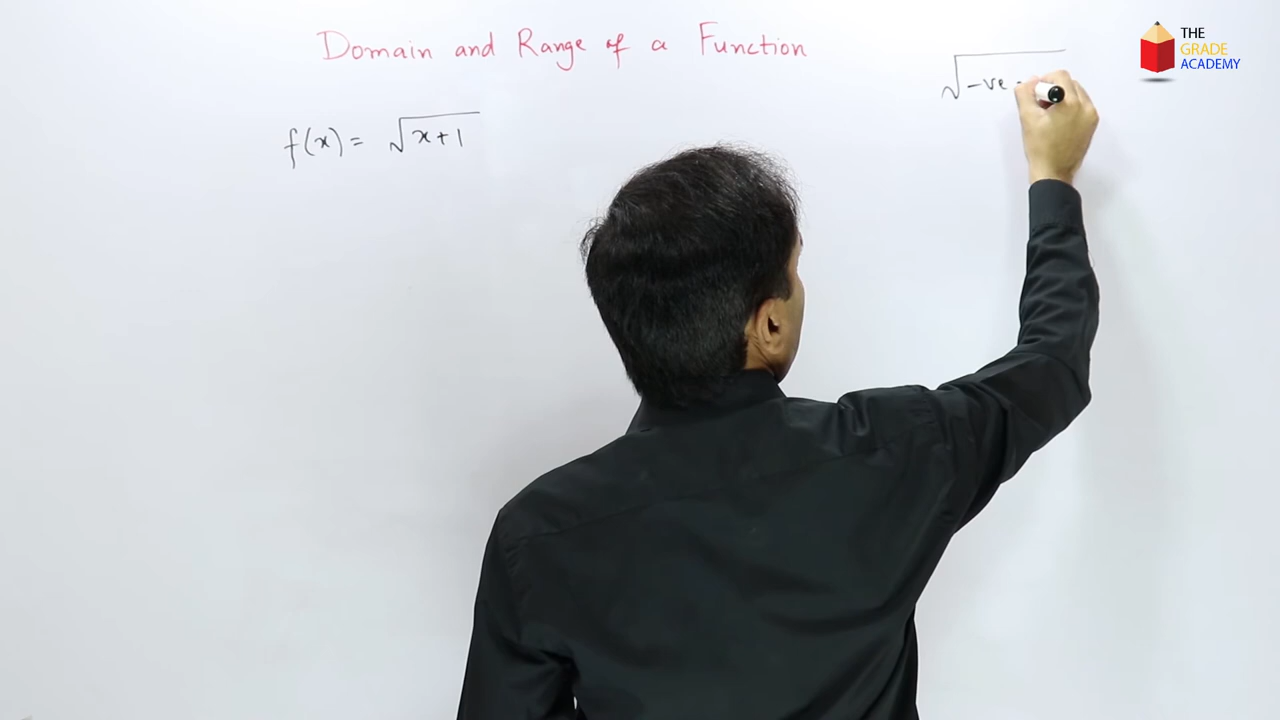 Domain and Range of a Function
√-ve
THE
GRADE
ACADEMY
f(x) = √x+1